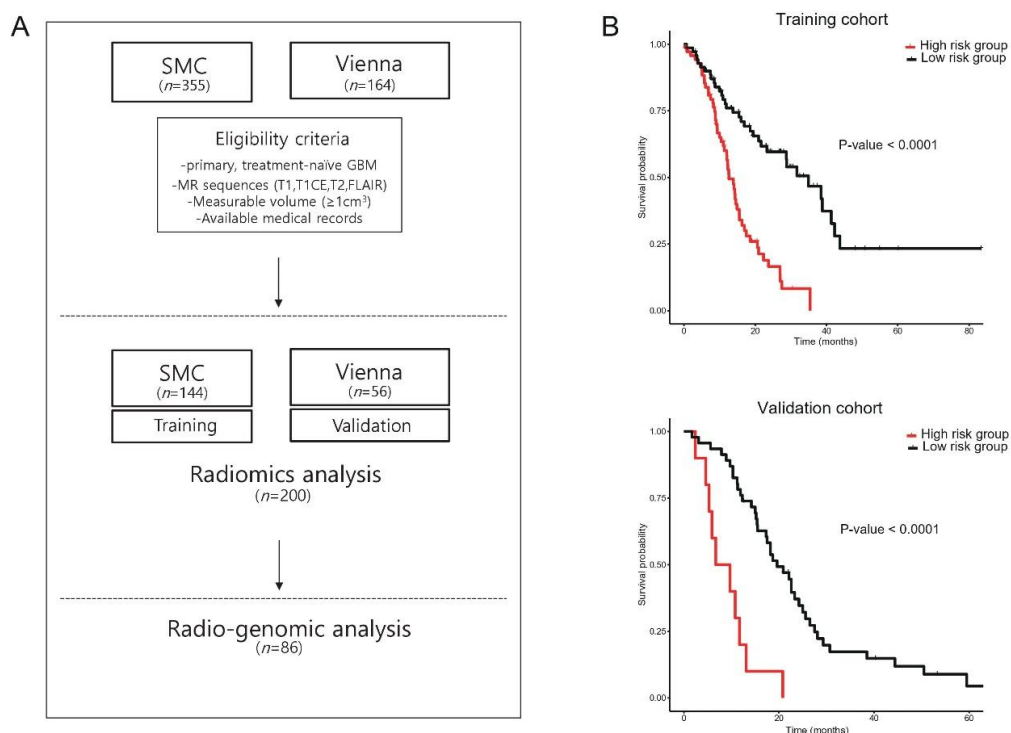 A
SMC
(n=355)
Vienna
(n=164)
Eligibility criteria
-primary, treatment-naïve GBM
-MR sequences (T1,T1CE,T2,FLAIR)
-Measurable volume (≥1cm³)
-Available medical records
SMC
(n=144)
Training
Vienna
(n=56)
Validation
Radiomics analysis
(n=200)
Radio-genomic analysis
(n=86)
B
Training cohort
High risk group
Low risk group
P-value < 0.0001
Survival probability
1.00
0.75
0.50
0.25
0.00
0 20 40 60 80
Time (months)
Validation cohort
High risk group
Low risk group
P-value < 0.0001
Survival probability
1.00
0.75
0.50
0.25
0.00
0 20 40 60
Time (months)